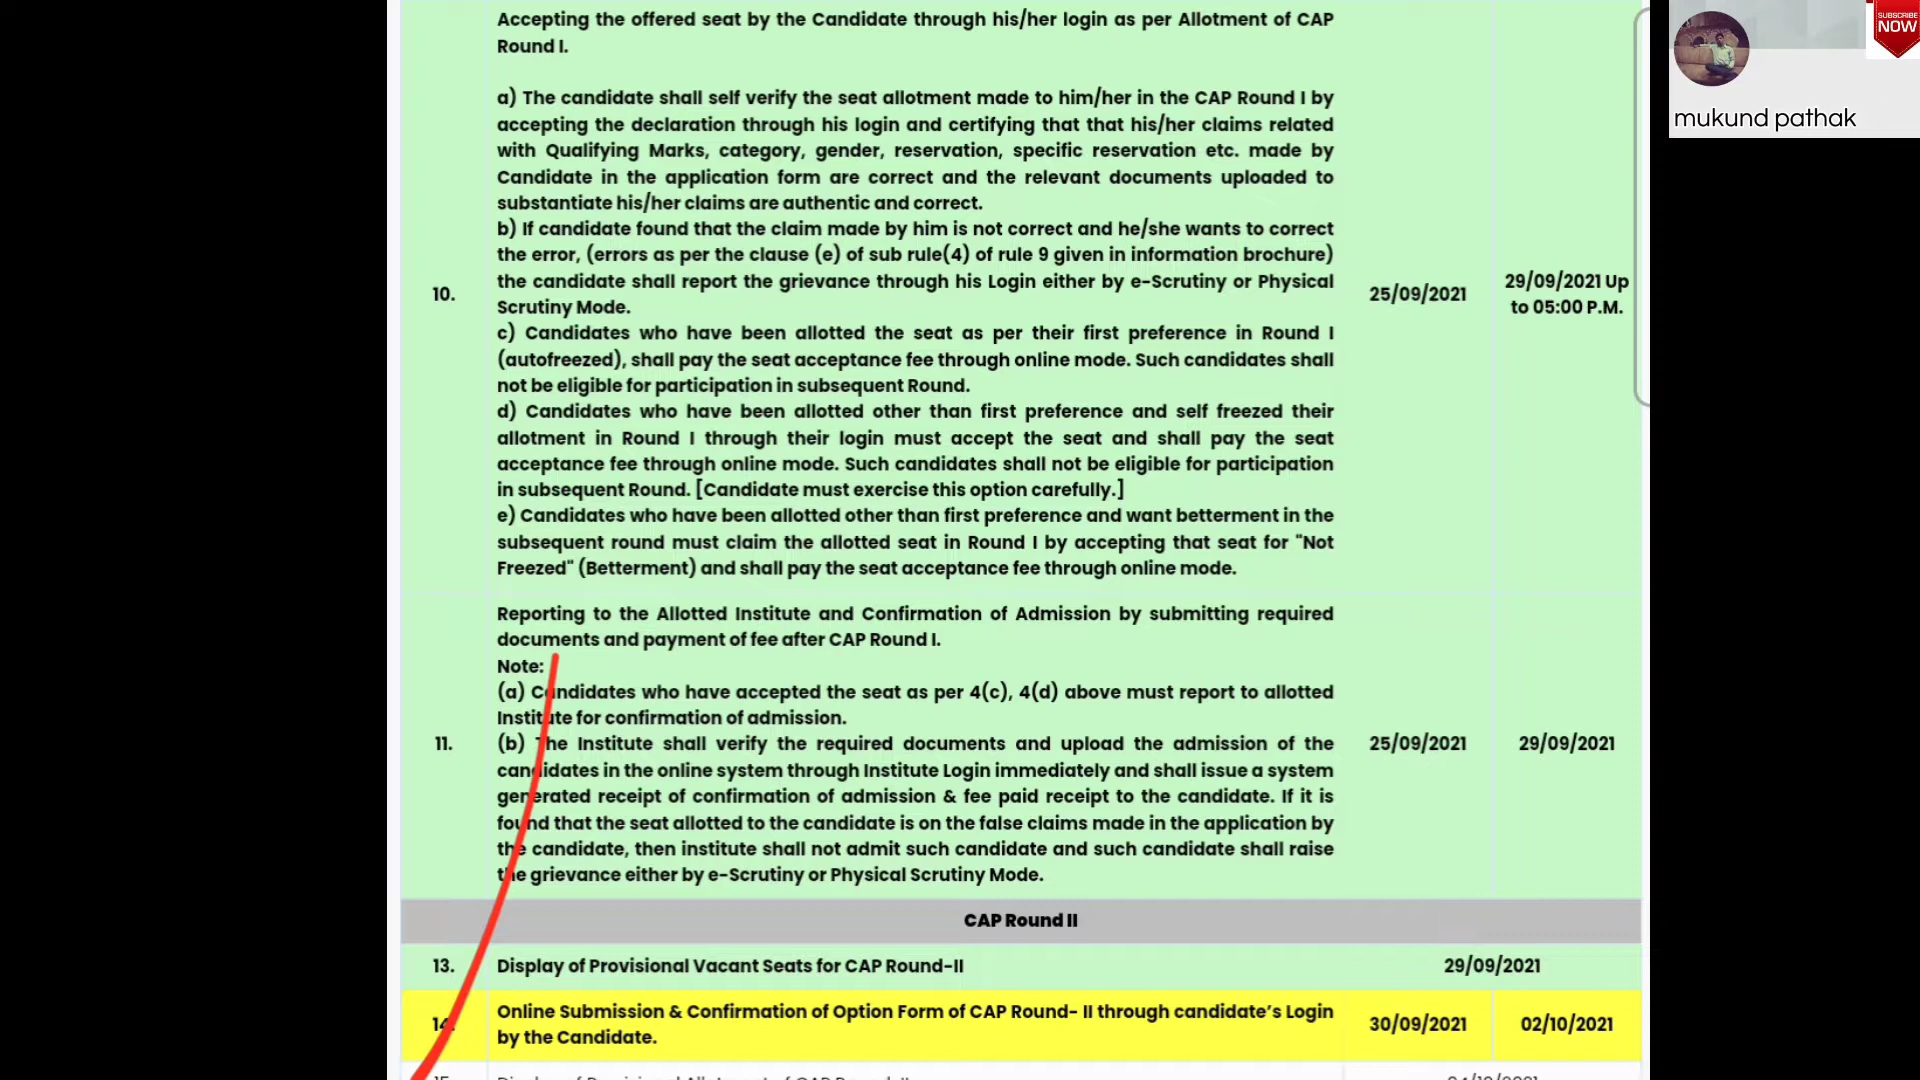 Accepting the offered seat by the Candidate through his/her login as per Allotment of CAP
Round I.
a) The candidate shall self verify the seat allotment made to him/her in the CAP Round I by
accepting the declaration through his login and certifying that that his/her claims related
with Qualifying Marks, category, gender, reservation, specific reservation etc. made by
Candidate in the application form are correct and the relevant documents uploaded to
substantiate his/her claims are authentic and correct.
b) If candidate found that the claim made by him is not correct and he/she wants to correct
the error, (errors as per the clause (e) of sub rule(4) of rule 9 given in information brochure)
the candidate shall report the grievance through his Login either by e-Scrutiny or Physical
Scrutiny Mode.
c) Candidates who have been allotted the seat as per their first preference in Round I
(autofreezed), shall pay the seat acceptance fee through online mode. Such candidates shall
not be eligible for participation in subsequent Round.
d) Candidates who have been allotted other than first preference and self freezed their
allotment in Round I through their login must accept the seat and shall pay the seat
acceptance fee through online mode. Such candidates shall not be eligible for participation
in subsequent Round. [Candidate must exercise this option carefully.]
e) Candidates who have been allotted other than first preference and want betterment in the
subsequent round must claim the allotted seat in Round I by accepting that seat for "Not
Freezed" (Betterment) and shall pay the seat acceptance fee through online mode.
10.
25/09/2021
29/09/2021 Up
to 05:00 P.M.
Reporting to the Allotted Institute and Confirmation of Admission by submitting required
documents and payment of fee after CAP Round I.
Note:
(a) Candidates who have accepted the seat as per 4(c), 4(d) above must report to allotted
Institute for confirmation of admission.
(b) The Institute shall verify the required documents and upload the admission of the
candidates in the online system through Institute Login immediately and shall issue a system
generated receipt of confirmation of admission & fee paid receipt to the candidate. If it is
found that the seat allotted to the candidate is on the false claims made in the application by
the candidate, then institute shall not admit such candidate and such candidate shall raise
the grievance either by e-Scrutiny or Physical Scrutiny Mode.
11.
25/09/2021
29/09/2021
CAP Round II
13.
Display of Provisional Vacant Seats for CAP Round-II
29/09/2021
14.
Online Submission & Confirmation of Option Form of CAP Round- II through candidate's Login
by the Candidate.
30/09/2021
02/10/2021
SUBSCRIBE
NOW
mukund pathak